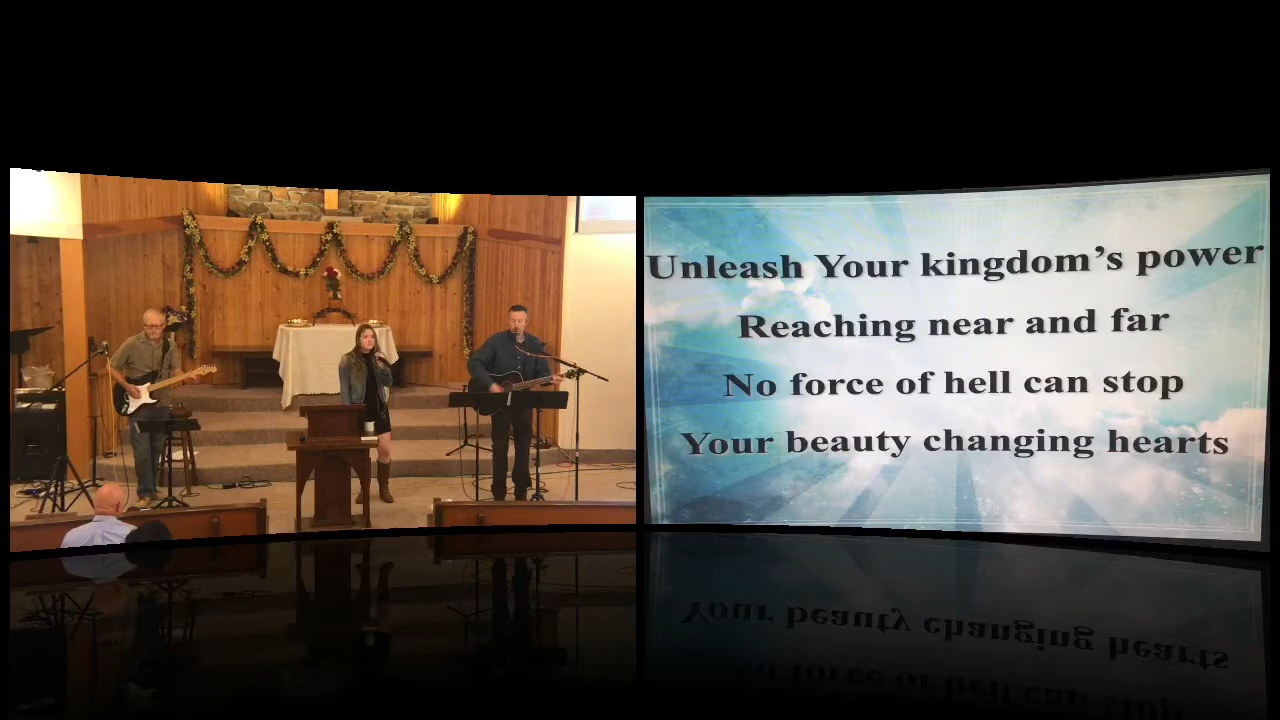 Unleash Your kingdom's power
Reaching near and far
No force of hell can stop
Your beauty changing hearts